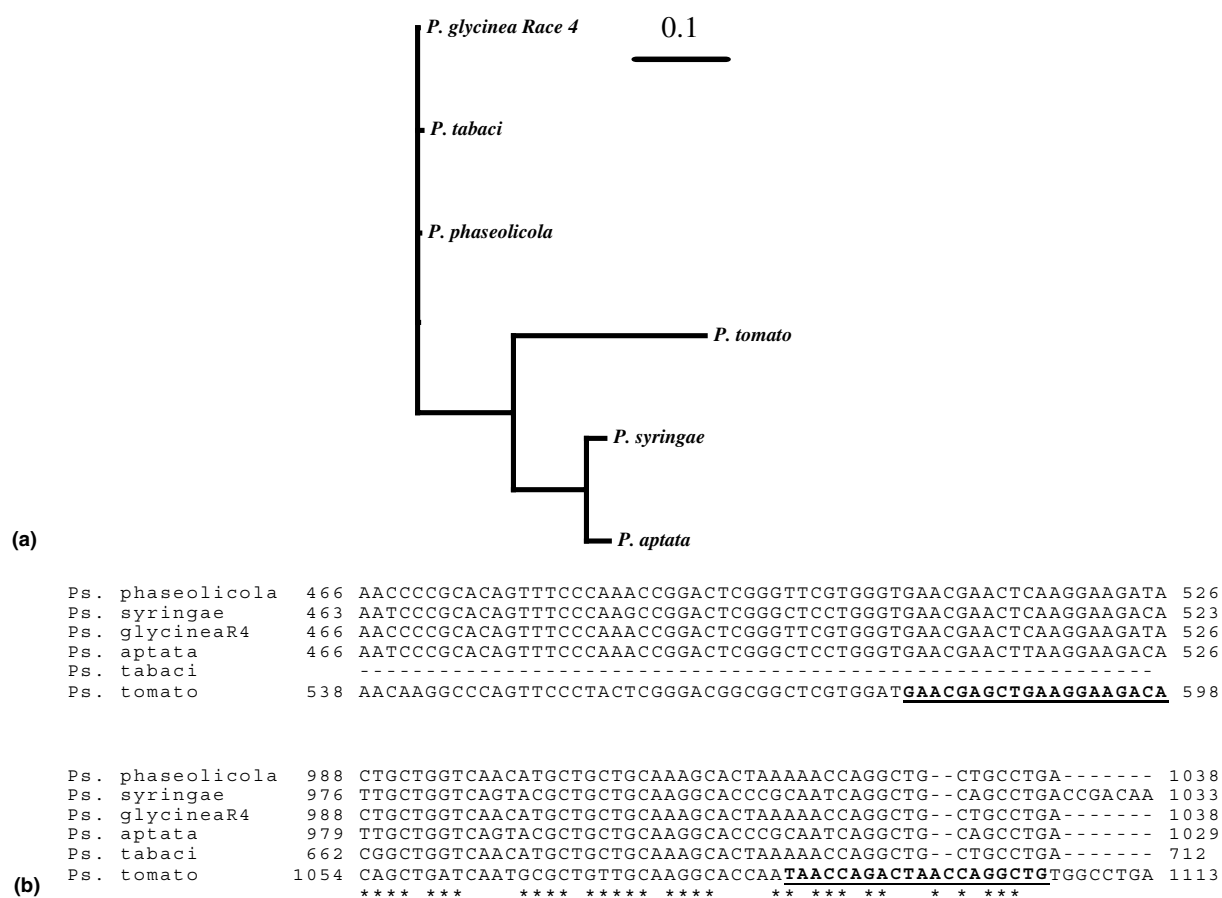 P. glycinea Race 4
0.1
P. tabaci
P. phaseolicola
P. tomato
P. syringae
P. aptata
(a)
Ps. phaseolicola 466 AACCCCGCACAGTTTCCCAAACCGGACTCGGGTTCGTGGGTGAACGAACTCAAGGAAGATA 526
Ps. syringae 463 AATCCCGCACAGTTTCCCAAGCCGGACTCGGGCTCCTGGGTGAACGAACTCAAGGAAGACA 523
Ps. glycineaR4 466 AACCCCGCACAGTTTCCCAAACCGGACTCGGGTTCGTGGGTGAACGAACTCAAGGAAGATA 526
Ps. aptata 466 AATCCCGCACAGTTTCCCAAACCGGACTCGGGCTCCTGGGTGAACGAACTTAAGGAAGACA 526
Ps. tabaci -------------------------------------------------------------
Ps. tomato 538 AACAAGGCCCAGTTCCCTACTCGGGACGGCGGCTCGTGGATGAACGAGCTGAAGGAAGACA 598
Ps. phaseolicola 988 CTGCTGGTCAACATGCTGCTGCAAAGCACTAAAAACCAGGCTG--CTGCCTGA------- 1038
Ps. syringae 976 TTGCTGGTCAGTACGCTGCTGCAAGGCACCCGCAATCAGGCTG--CAGCCTGACCGACAA 1033
Ps. glycineaR4 988 CTGCTGGTCAACATGCTGCTGCAAAGCACTAAAAACCAGGCTG--CTGCCTGA------- 1038
Ps. aptata 979 TTGCTGGTCAGTACGCTGCTGCAAGGCACCCGCAATCAGGCTG--CAGCCTGA------- 1029
Ps. tabaci 662 CGGCTGGTCAACATGCTGCTGCAAAGCACTAAAAACCAGGCTG--CTGCCTGA------- 712
(b)
Ps. tomato 1054 CAGCTGATCAATGCGCTGTTGCAAGGCACCAATAACCAGACTAACCAGGCTGTGGCCTGA 1113
**** *** **** ***** **** ** *** ** * * ***